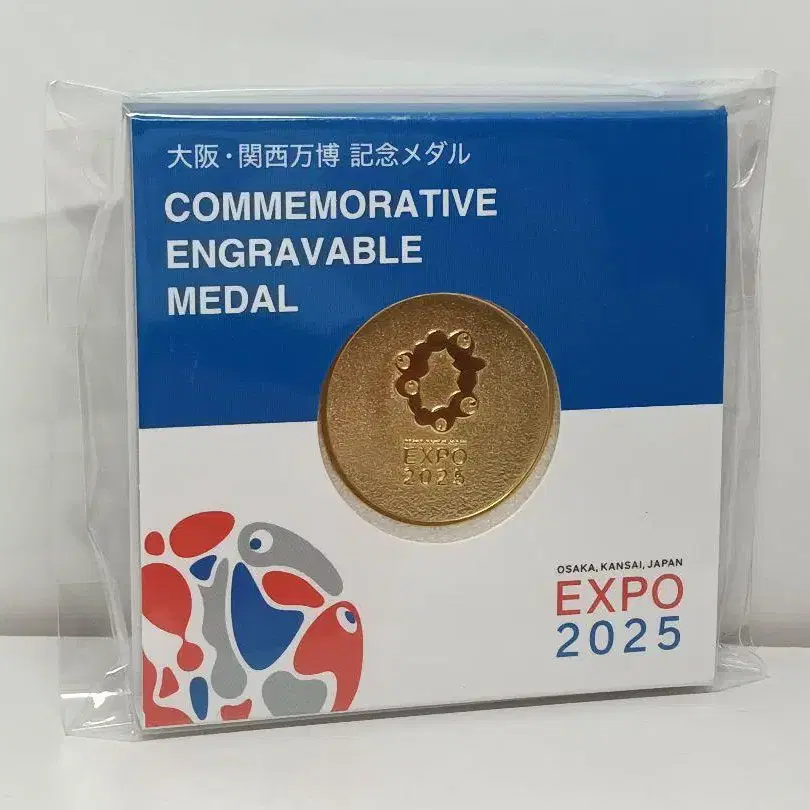 大阪・関西万博 記念メダル
COMMEMORATIVE
ENGRAVABLE
MEDAL
EXPO
2025
OSAKA, KANSAI, JAPAN
EXPO
2025